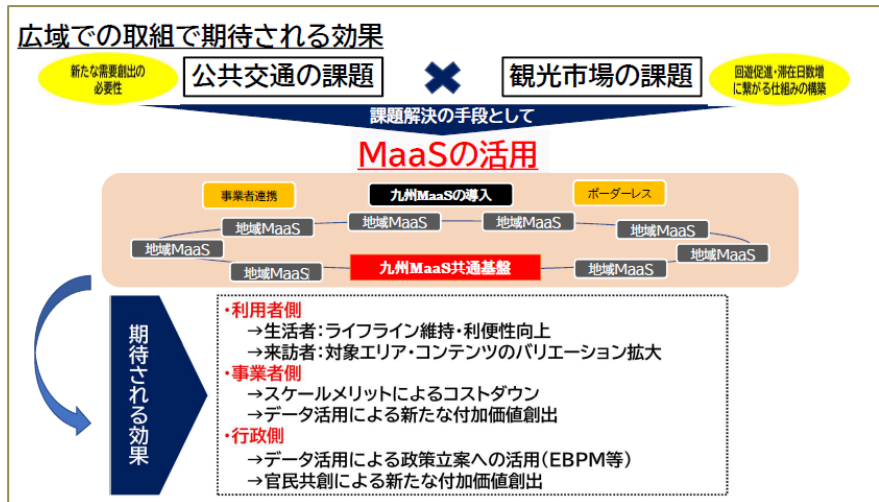 広域での取組で期待される効果
新たな需要創出の
必要性
公共交通の課題
観光市場の課題
回遊促進・滞在日数増
に繋がる仕組みの構築
課題解決の手段として
MaaSの活用
事業者連携
九州MaaSの導入
ボーダーレス
地域MaaS
地域MaaS
地域MaaS
地域MaaS
地域MaaS
地域MaaS
地域MaaS
地域MaaS
九州MaaS共通基盤
期待される効果
・利用者側
→生活者：ライフライン維持・利便性向上
→来訪者：対象エリア・コンテンツのバリエーション拡大
・事業者側
→スケールメリットによるコストダウン
→データ活用による新たな付加価値創出
・行政側
→データ活用による政策立案への活用（EBPM等）
→官民共創による新たな付加価値創出